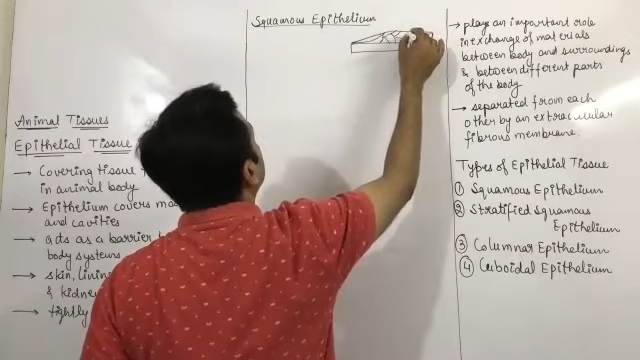 Animal Tissues
Epithelial Tissue
→ Covering tissue
in animal body
→ Epithelium covers
and cavities
→ acts as a barrier
body systems
→ skin, lining
& kidney
→ tightly
Squamous Epithelium
→ plays an important role
in exchange of materials
between body and surroundings
& between different parts
of the body
→ separated from each
other by an extracellular
fibrous membrane.
Types of Epithelial Tissue
① Squamous Epithelium
② Stratified Squamous
Epithelium
③ Columnar Epithelium
④ Cuboidal Epithelium